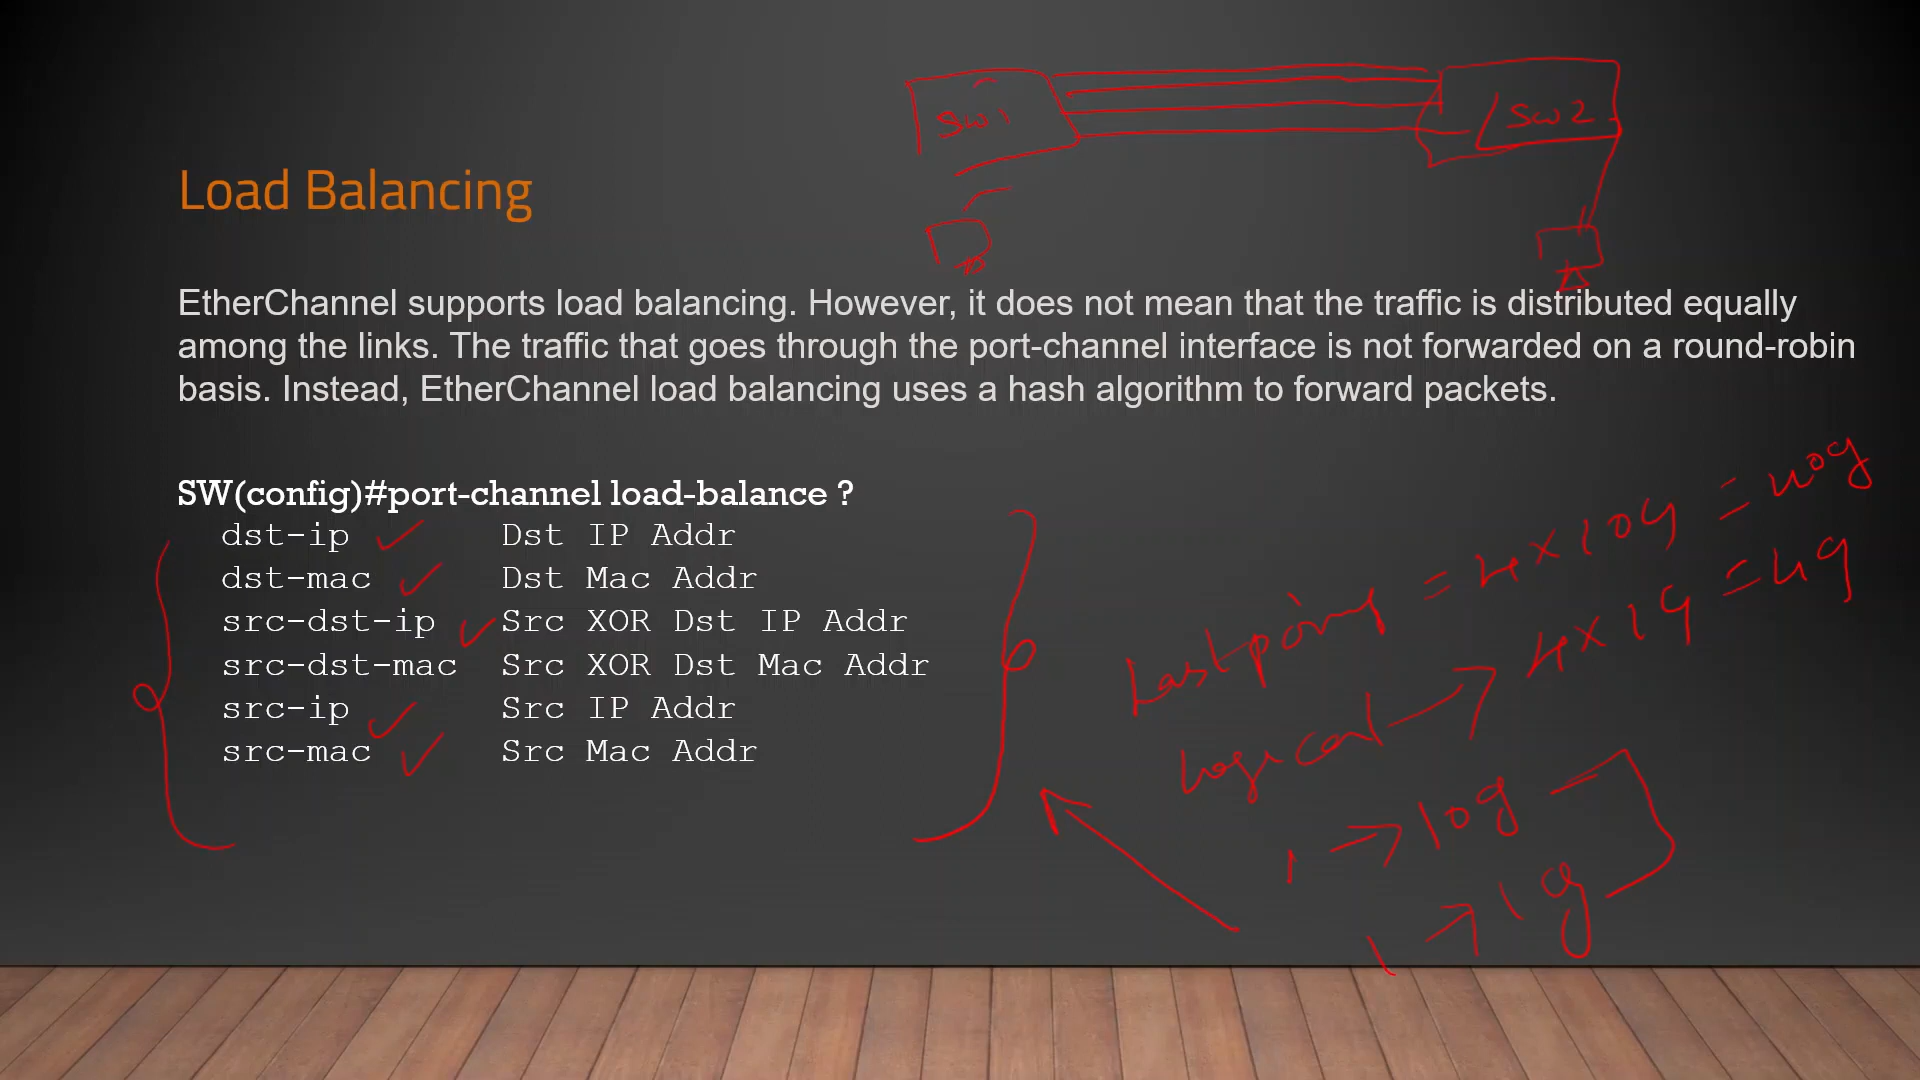 SW1
SW2
Load Balancing
EtherChannel supports load balancing. However, it does not mean that the traffic is distributed equally
among the links. The traffic that goes through the port-channel interface is not forwarded on a round-robin
basis. Instead, EtherChannel load balancing uses a hash algorithm to forward packets.
SW(config)#port-channel load-balance ?
dst-ip Dst IP Addr
dst-mac Dst Mac Addr
src-dst-ip Src XOR Dst IP Addr
src-dst-mac Src XOR Dst Mac Addr
src-ip Src IP Addr
src-mac Src Mac Addr
= 4x10g = 40g
Logical → 4x1g = 4g
1 → 10g
1 → 1g